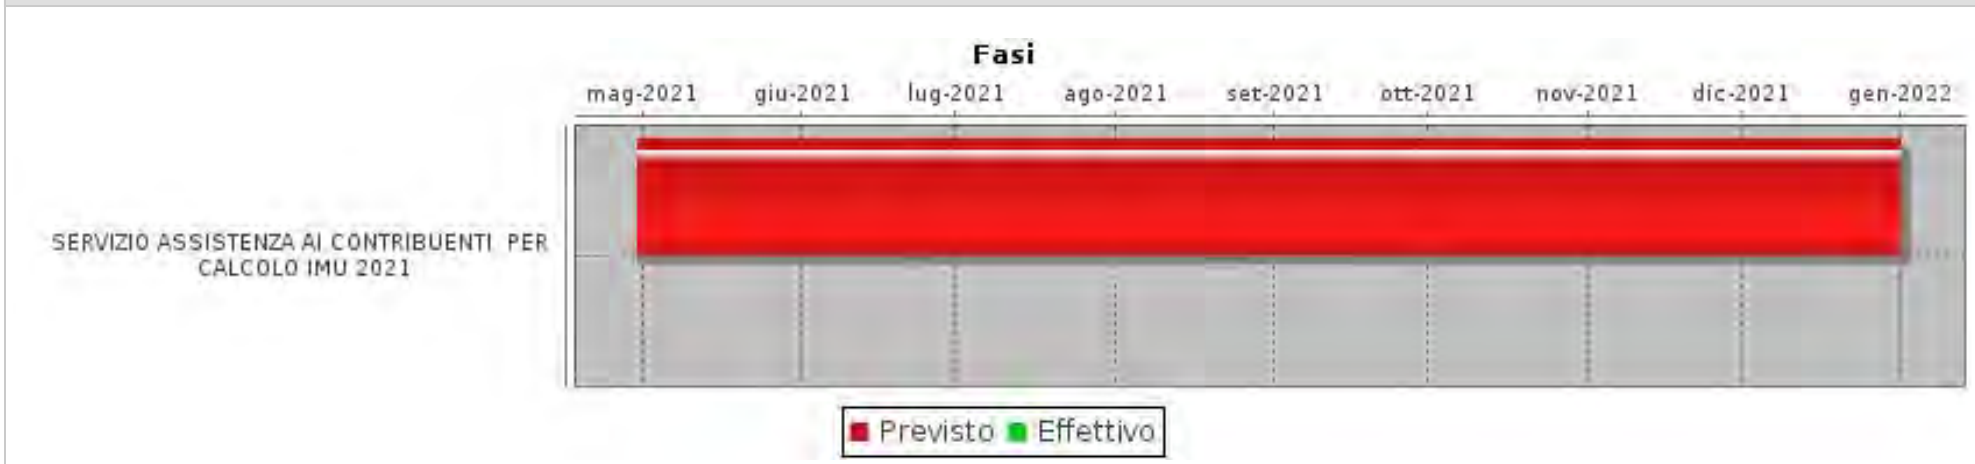 Fasi
mag-2021 giu-2021 lug-2021 ago-2021 set-2021 ott-2021 nov-2021 dic-2021 gen-2022
SERVIZIO ASSISTENZA AI CONTRIBUENTI PER
CALCOLO IMU 2021
Previsto Effettivo